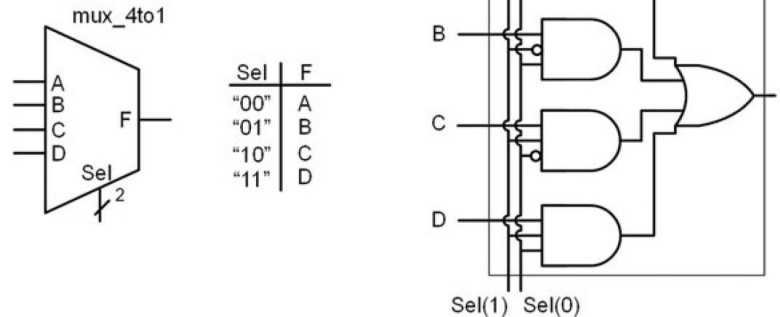 mux_4to1
A
B
C
D
F
Sel
2
Sel F
"00" A
"01" B
"10" C
"11" D
B
C
D
Sel(1) Sel(0)